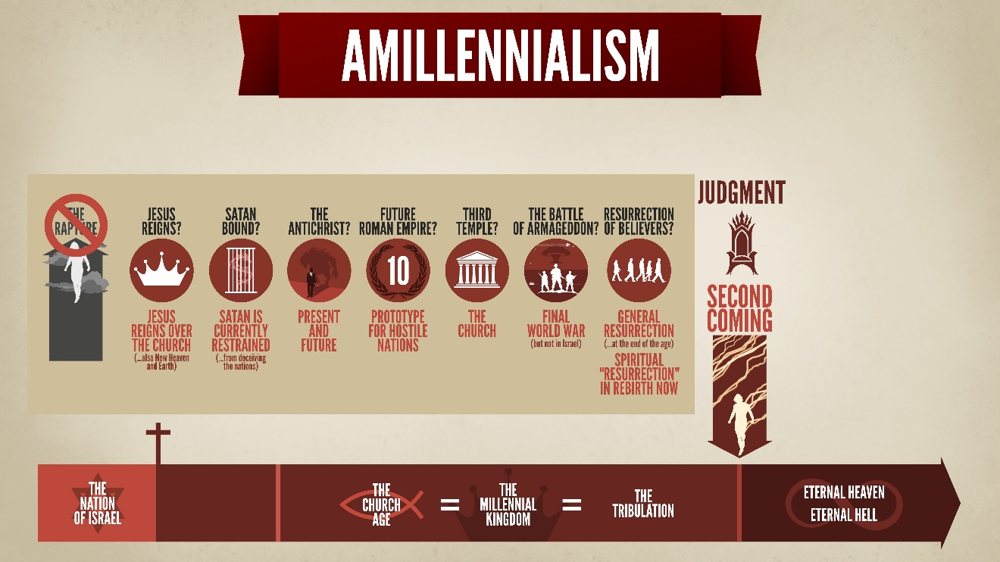 AMILLENNIALISM
THE
RAPTURE
JESUS
REIGNS?
JESUS
REIGNS OVER
THE CHURCH
(...also New Heaven
and Earth)
SATAN
BOUND?
SATAN IS
CURRENTLY
RESTRAINED
(...from deceiving
the nations)
THE
ANTICHRIST?
PRESENT
AND
FUTURE
FUTURE
ROMAN EMPIRE?
10
PROTOTYPE
FOR HOSTILE
NATIONS
THIRD
TEMPLE?
THE
CHURCH
THE BATTLE
OF ARMAGEDDON?
FINAL
WORLD WAR
(but not in Israel)
RESURRECTION
OF BELIEVERS?
GENERAL
RESURRECTION
(...at the end of the age)
SPIRITUAL
"RESURRECTION"
IN REBIRTH NOW
JUDGMENT
SECOND
COMING
THE
NATION
OF ISRAEL
THE
CHURCH
AGE
=
THE
MILLENNIAL
KINGDOM
=
THE
TRIBULATION
ETERNAL HEAVEN
ETERNAL HELL